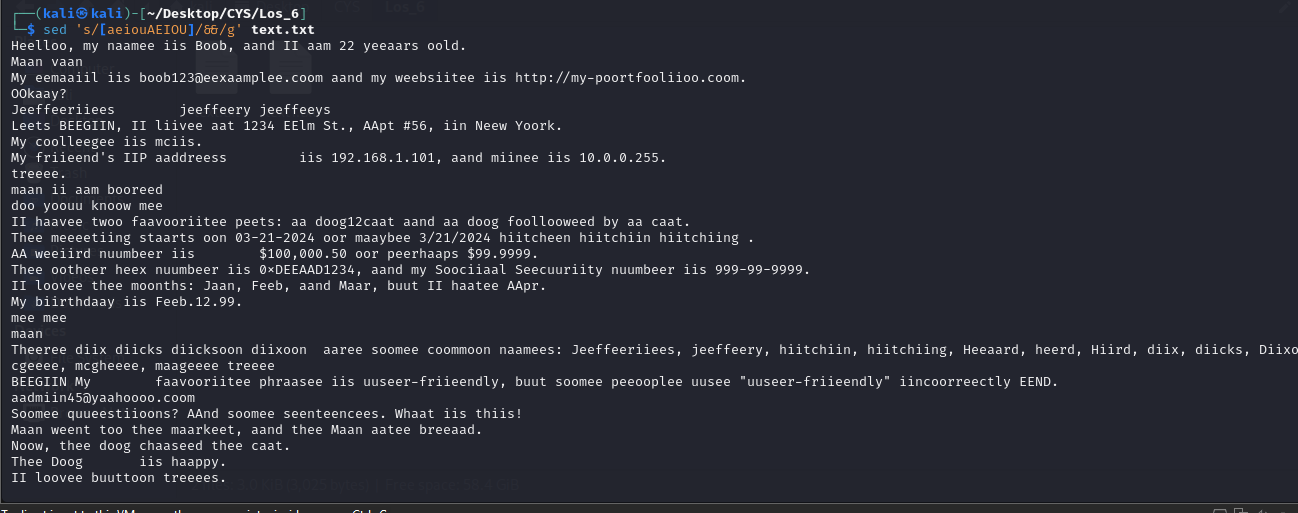 ┌──(kali㉿kali)-[~/Desktop/CYS/Los_6]
└─$ sed 's/[aeiouAEIOU]/&&/g' text.txt
Heelloo, my naamee iis Boob, aand II aam 22 yeeaars oold.
Maan vaan
My eemaaiil iis boob123@eexaamplee.coom aand my weebsiitee iis http://my-poortfooliioo.coom.
OOkaay?
Jeeffeeriiees        jeeffeery jeeffeeys
Leets BEEGIIN, II liivee aat 1234 EElm St., AApt #56, iin Neew Yoork.
My coolleegee iis mciis.
My friieend's IIP aaddreess         iis 192.168.1.101, aand miinee iis 10.0.0.255.
treeee.
maan ii aam booreed
doo yoouu knoow mee
II haavee twoo faavooriitee peets: aa doog12caat aand aa doog foollooweed by aa caat.
Thee meeeetiing staarts oon 03-21-2024 oor maaybee 3/21/2024 hiitcheen hiitchiin hiitchiing .
AA weeiird nuumbeer iis        $100,000.50 oor peerhaaps $99.9999.
Thee ootheer heex nuumbeer iis 0×DEEAAD1234, aand my Soociiaal Seecuuriity nuumbeer iis 999-99-9999.
II loovee thee moonths: Jaan, Feeb, aand Maar, buut II haatee AApr.
My biirthdaay iis Feeb.12.99.
mee mee
maan
Theeree diix diicks diicksoon diixoon  aaree soomee coommoon naamees: Jeeffeeriiees, jeeffeery, hiitchiin, hiitchiing, Heeaard, heerd, Hiird, diix, diicks, Diixo
cgeeee, mcgheeee, maageeee treeee
BEEGIIN My        faavooriitee phraasee iis uuseer-friieendly, buut soomee peeooplee uusee "uuseer-friieendly" iincoorreectly EEND.
aadmiin45@yaahoooo.coom
Soomee quueestiioons? AAnd soomee seenteencees. Whaat iis thiis!
Maan weent too thee maarkeet, aand thee Maan aatee breeaad.
Noow, thee doog chaaseed thee caat.
Thee Doog       iis haappy.
II loovee buuttoon treeees.